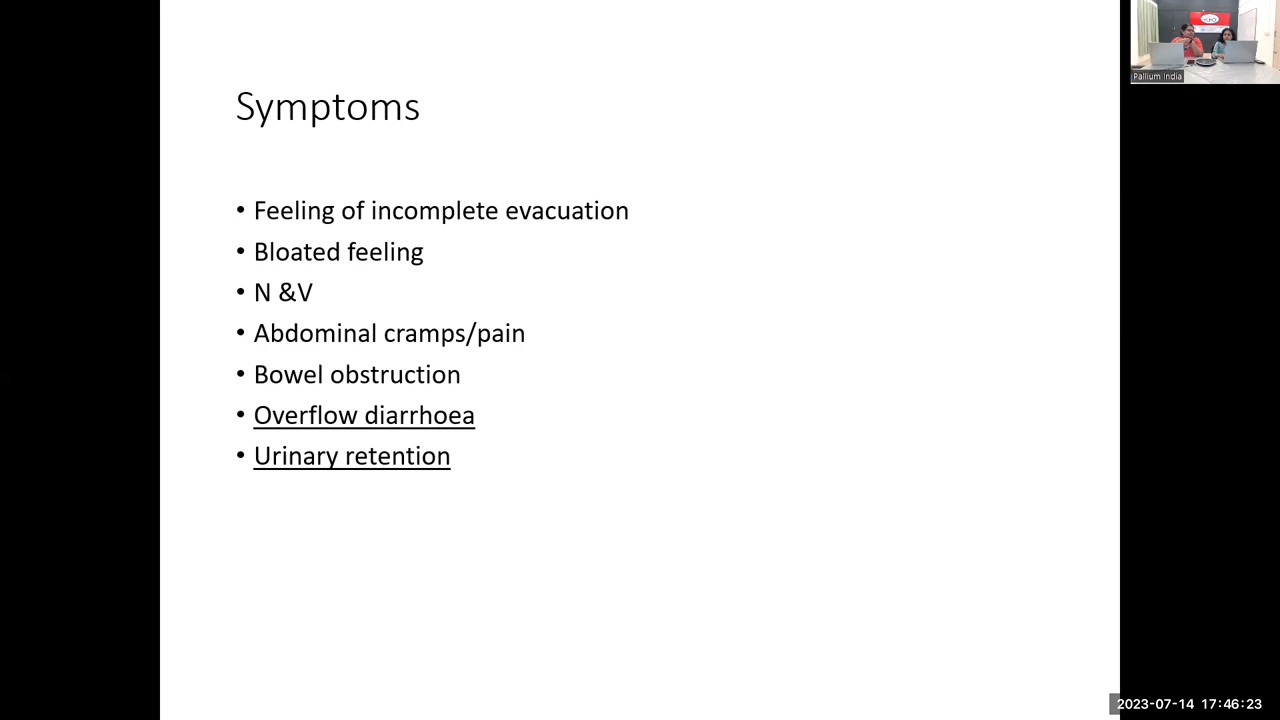 Symptoms
• Feeling of incomplete evacuation
• Bloated feeling
• N &V
• Abdominal cramps/pain
• Bowel obstruction
• Overflow diarrhoea
• Urinary retention
Pallium India
2023-07-14 17:46:23